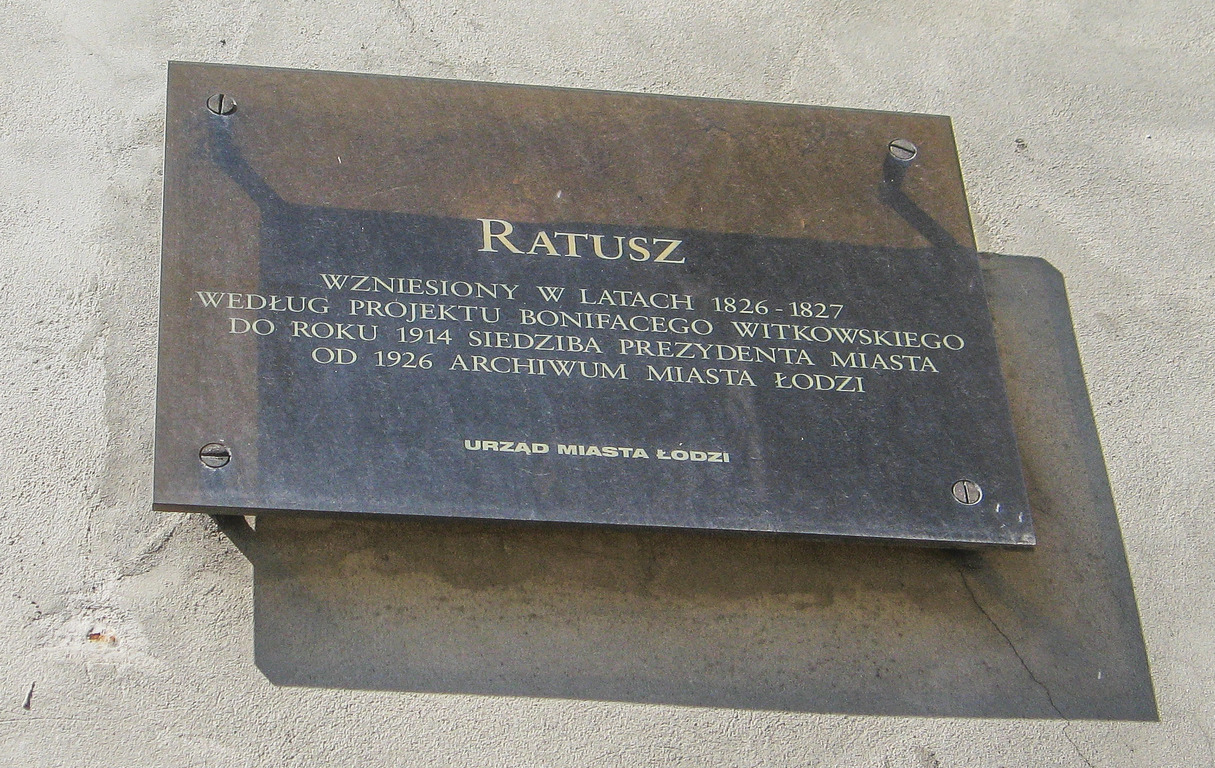 RATUSZ
WZNIESIONY W LATACH 1826-1827
WEDŁUG PROJEKTU BONIFACEGO WITKOWSKIEGO
DO ROKU 1914 SIEDZIBA PREZYDENTA MIASTA
OD 1926 ARCHIWUM MIASTA ŁODZI
URZĄD MIASTA ŁODZI